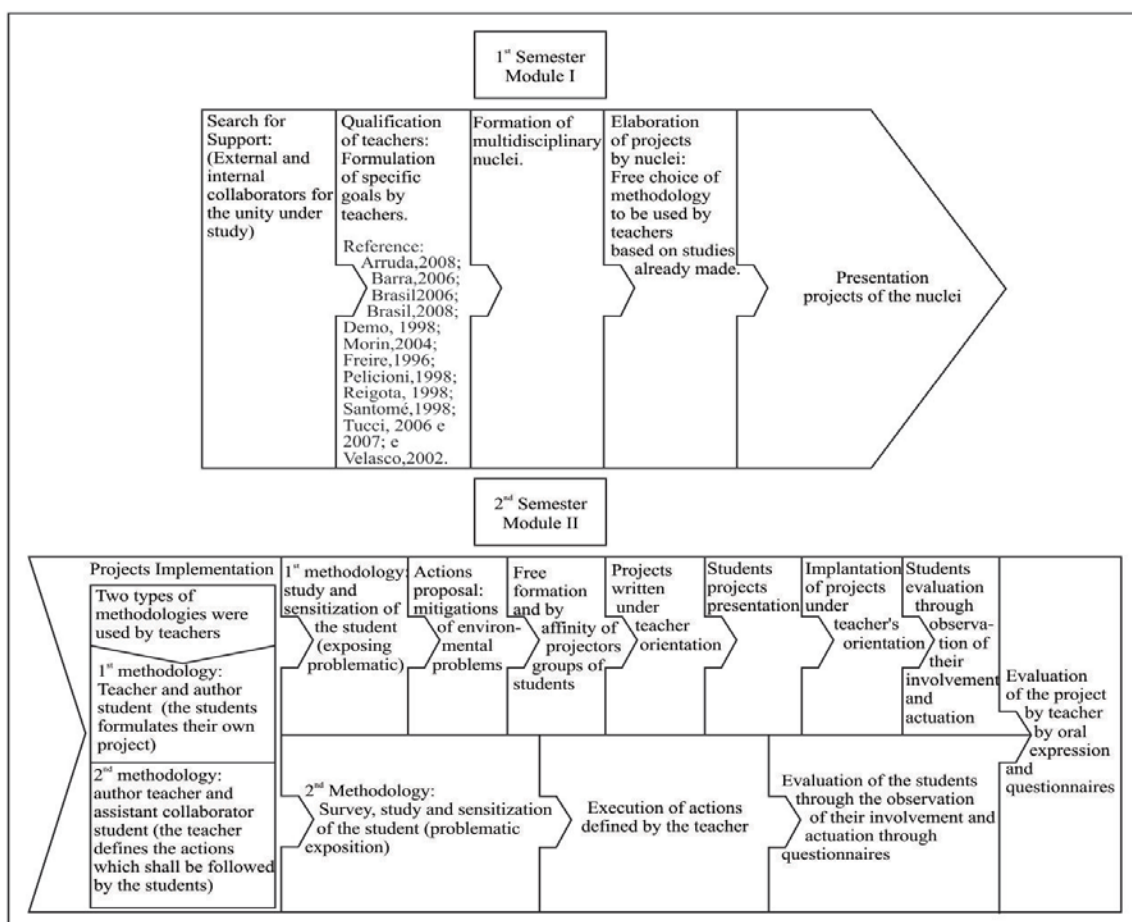 1st Semester
Module I
Search for
Support:
(External and
internal
collaborators for
the unity under
study)
Qualification
of teachers:
Formulation
of specific
goals by
teachers.
Reference:
Arruda,2008;
Barra,2006;
Brasil2006;
Brasil,2008;
Demo, 1998;
Morin,2004;
Freire,1996;
Pelicioni,1998;
Reigota, 1998;
Santomé,1998;
Tucci, 2006 e
2007; e
Velasco,2002.
Formation of
multidisciplinary
nuclei.
Elaboration
of projects
by nuclei:
Free choice of
methodology
to be used by
teachers
based on studies
already made.
Presentation
projects of the nuclei
2nd Semester
Module II
Projects Implementation
Two types of
methodologies were
used by teachers
1st methodology:
Teacher and author
student (the students
formulates their own
project)
2nd methodology:
author teacher and
assistant collaborator
student (the teacher
defines the actions
which shall be followed
by the students)
1st methodology:
study and
sensitization of
the student
(exposing
problematic)
Actions
proposal:
mitigations
of environ-
mental
problems
Free
formation and by
affinity of
projectors
groups of
students
Projects
written
under
teacher
orientation
Students
projects
presentation
Implantation
of projects
under
teacher's
orientation
Students
evaluation
through
observa-
tion of
their
involvement
and
actuation
2nd Methodology:
Survey, study and sensitization
of the student (problematic
exposition)
Execution of actions
defined by the teacher
Evaluation of the students
through the observation
of their involvement and
actuation through
questionnaires
Evaluation
of the project
by teacher
by oral
expression
and
questionnaires